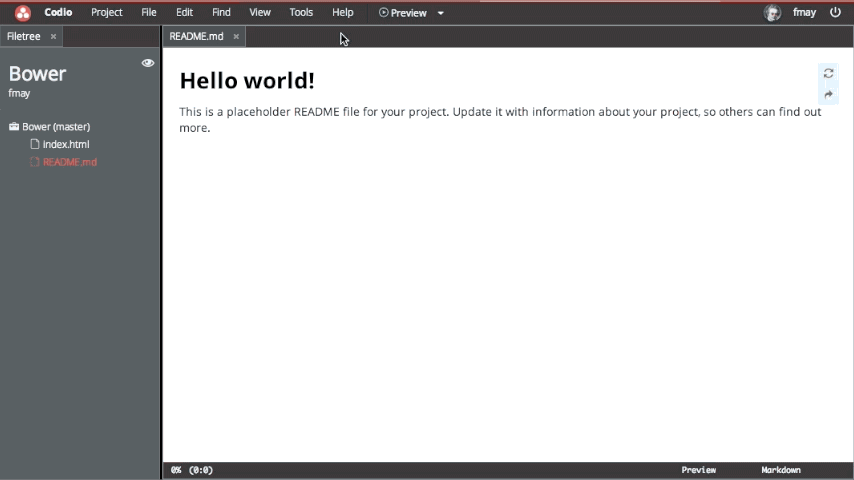 Codio Project File Edit Find View Tools Help Preview fmay
Filetree × README.md ×
Bower
fmay
Bower (master)
index.html
README.md
Hello world!
This is a placeholder README file for your project. Update it with information about your project, so others can find out
more.
0% (0:0) Preview Markdown